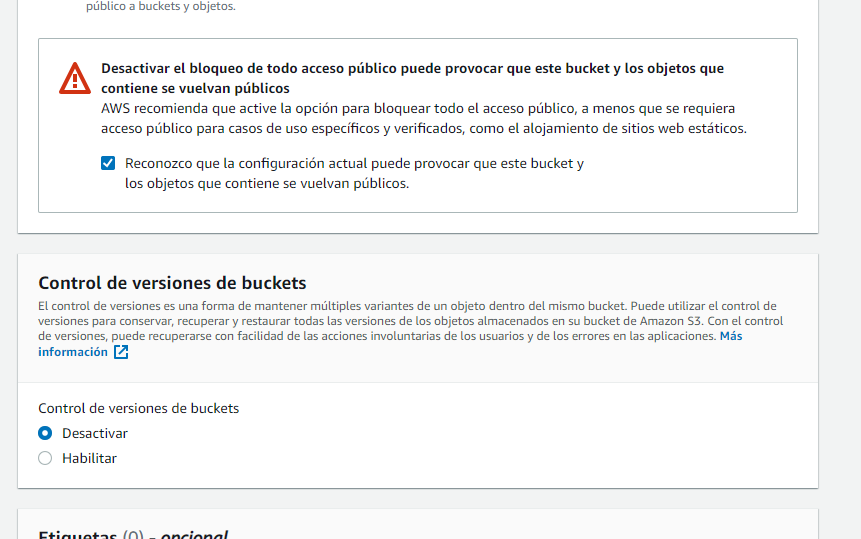 público a buckets y objetos.
Desactivar el bloqueo de todo acceso público puede provocar que este bucket y los objetos que
contiene se vuelvan públicos
AWS recomienda que active la opción para bloquear todo el acceso público, a menos que se requiera
acceso público para casos de uso específicos y verificados, como el alojamiento de sitios web estáticos.
Reconozco que la configuración actual puede provocar que este bucket y
los objetos que contiene se vuelvan públicos.
Control de versiones de buckets
El control de versiones es una forma de mantener múltiples variantes de un objeto dentro del mismo bucket. Puede utilizar el control de
versiones para conservar, recuperar y restaurar todas las versiones de los objetos almacenados en su bucket de Amazon S3. Con el control
de versiones, puede recuperarse con facilidad de las acciones involuntarias de los usuarios y de los errores en las aplicaciones. Más
información
Control de versiones de buckets
Desactivar
Habilitar
Etiquetas (0) - opcional